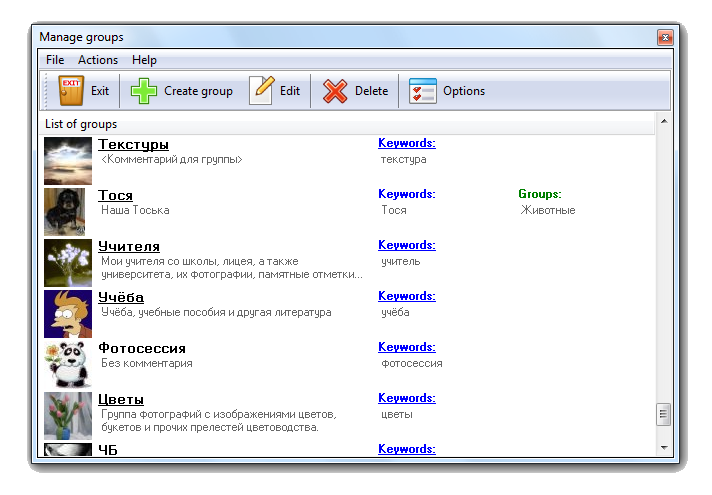 Manage groups
File Actions Help
EXIT Exit Create group Edit Delete Options
List of groups
Текстуры Keywords:
<Комментарий для группы> текстура
Тося Keywords: Groups:
Наша Тоська Тося Животные
Учителя Keywords:
Мои учителя со школы, лицея, а также учитель
университета, их фотографии, памятные отметки...
Учёба Keywords:
Учёба, учебные пособия и другая литература учёба
Фотосессия Keywords:
Без комментария фотосессия
Цветы Keywords:
Группа фотографий с изображениями цветов, цветы
букетов и прочих прелестей цветоводства.
ЧБ Keywords: